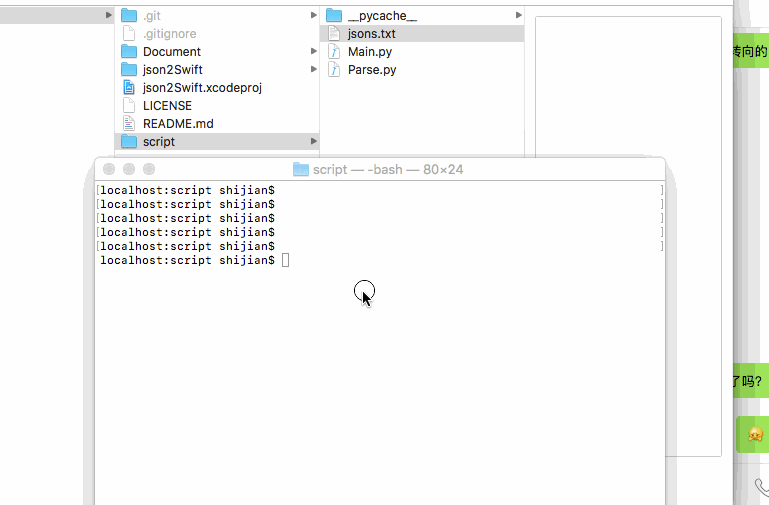 .git
.gitignore
Document
json2Swift
json2Swift.xcodeproj
LICENSE
README.md
script
__pycache__
jsons.txt
Main.py
Parse.py
script — -bash — 80×24
[localhost:script shijian$ ]
[localhost:script shijian$ ]
[localhost:script shijian$ ]
[localhost:script shijian$ ]
[localhost:script shijian$ ]
localhost:script shijian$
转向的
了吗?